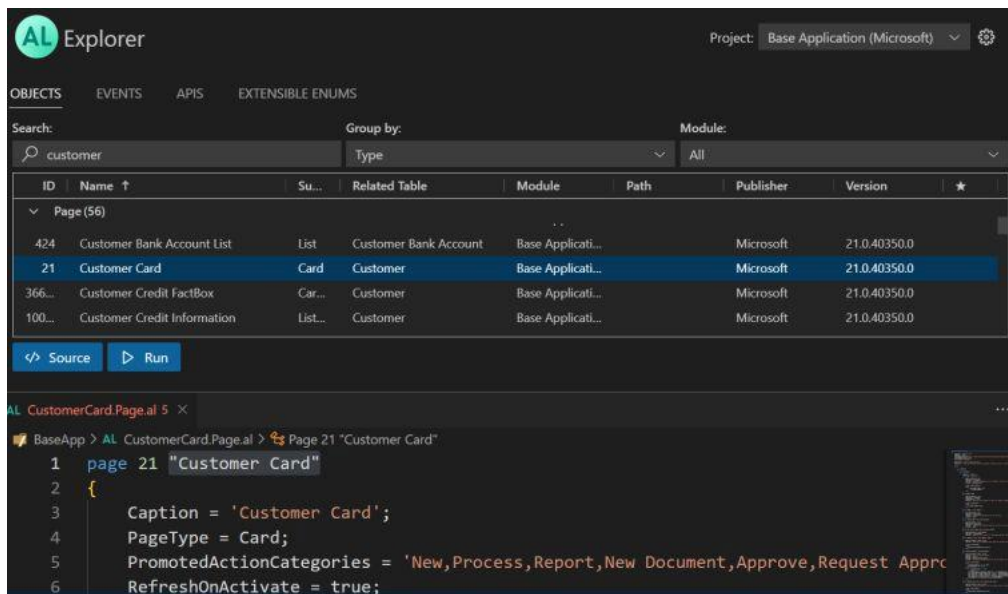 AL Explorer
Project: Base Application (Microsoft)
OBJECTS EVENTS APIS EXTENSIBLE ENUMS
Search: Group by: Module:
customer Type All
ID Name ↑ Su... Related Table Module Path Publisher Version ★
Page (56)
424 Customer Bank Account List List Customer Bank Account Base Applicati... Microsoft 21.0.40350.0
21 Customer Card Card Customer Base Applicati... Microsoft 21.0.40350.0
366... Customer Credit FactBox Car... Customer Base Applicati... Microsoft 21.0.40350.0
100... Customer Credit Information List... Customer Base Applicati... Microsoft 21.0.40350.0
</> Source Run
AL CustomerCard.Page.al 5 ×
BaseApp > AL CustomerCard.Page.al > Page 21 "Customer Card"
1 page 21 "Customer Card"
2 {
3 Caption = 'Customer Card';
4 PageType = Card;
5 PromotedActionCategories = 'New,Process,Report,New Document,Approve,Request Appro
6 RefreshOnActivate = true;